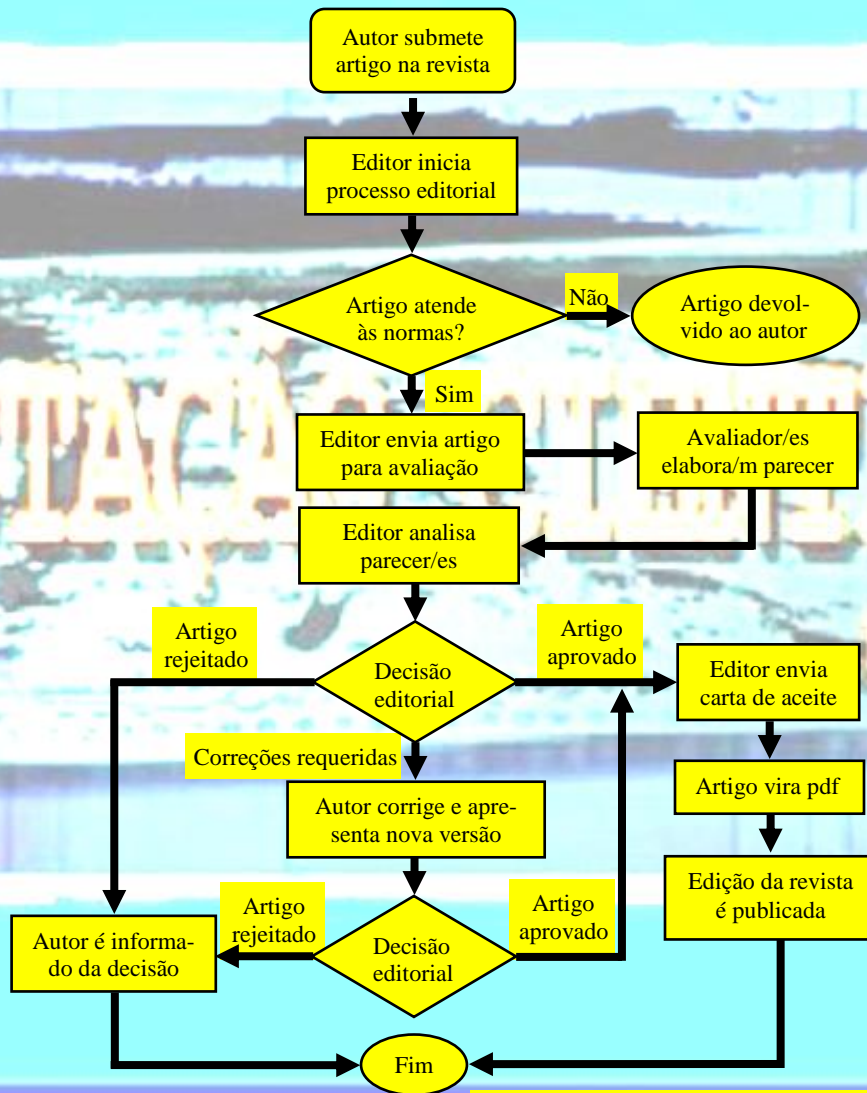 Autor submete
artigo na revista
Editor inicia
processo editorial
Artigo atende
às normas?
Não
Artigo devol-
vido ao autor
Sim
Editor envia artigo
para avaliação
Avaliador/es
elabora/m parecer
Editor analisa
parecer/es
Artigo
rejeitado
Decisão
editorial
Artigo
aprovado
Editor envia
carta de aceite
Correções requeridas
Autor corrige e apre-
senta nova versão
Artigo vira pdf
Edição da revista
é publicada
Autor é informa-
do da decisão
Artigo
rejeitado
Decisão
editorial
Artigo
aprovado
Fim